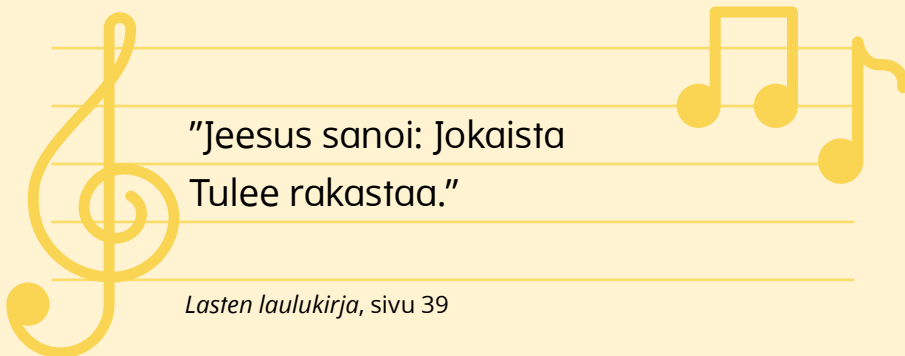 ”Jeesus sanoi: Jokaista
Tulee rakastaa.”
Lasten laulukirja, sivu 39